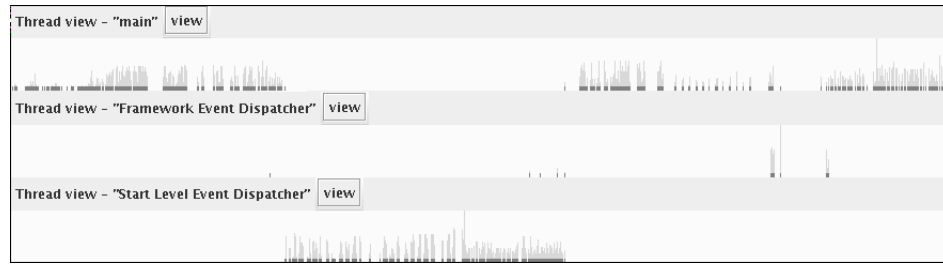 Thread view - "main" view
Thread view - "Framework Event Dispatcher" view
Thread view - "Start Level Event Dispatcher" view